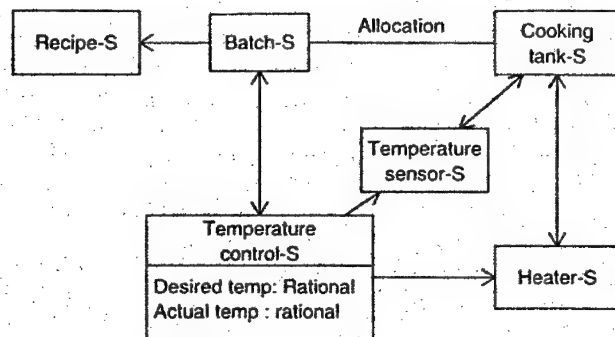 Recipe-S
Batch-S
Allocation
Cooking
tank-S
Temperature
sensor-S
Temperature
control-S
Desired temp: Rational
Actual temp : rational
Heater-S